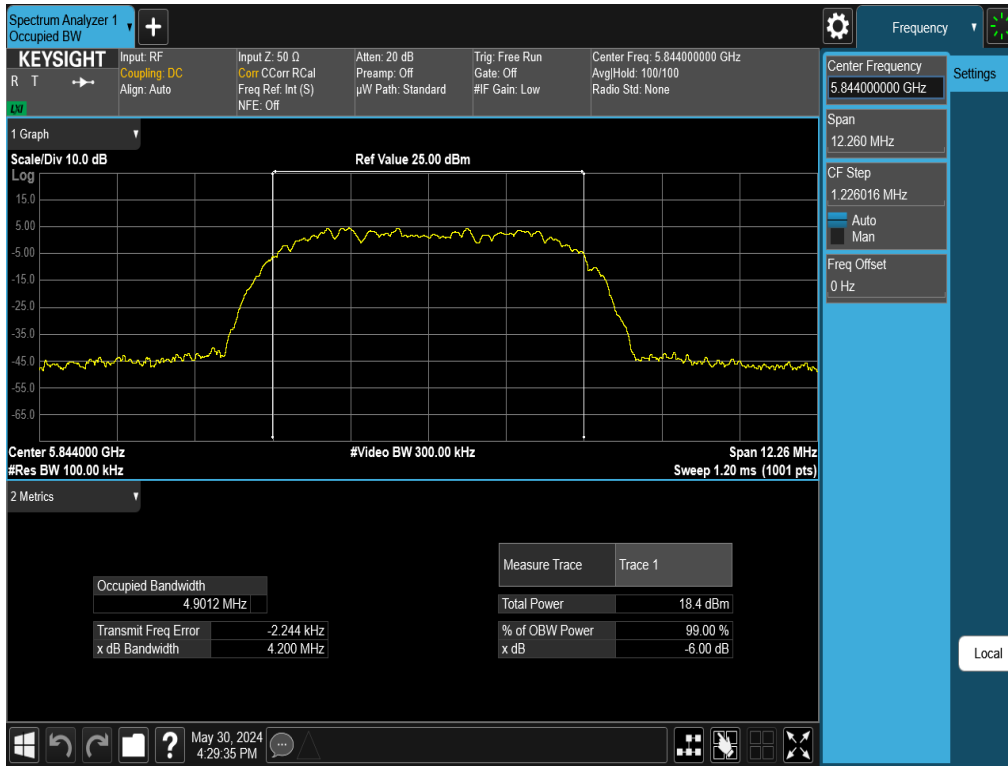 Spectrum Analyzer 1
Occupied BW
Frequency
KEYSIGHT
R T
LXI
Input: RF
Coupling: DC
Align: Auto
Input Z: 50 Ω
Corr CCorr RCal
Freq Ref: Int (S)
NFE: Off
Atten: 20 dB
Preamp: Off
µW Path: Standard
Trig: Free Run
Gate: Off
#IF Gain: Low
Center Freq: 5.844000000 GHz
Avg|Hold: 100/100
Radio Std: None
Center Frequency
5.844000000 GHz
Settings
Span
12.260 MHz
CF Step
1.226016 MHz
Auto
Man
Freq Offset
0 Hz
Local
1 Graph
Scale/Div 10.0 dB
Ref Value 25.00 dBm
Log
15.0
5.00
-5.00
-15.0
-25.0
-35.0
-45.0
-55.0
-65.0
Center 5.844000 GHz
#Video BW 300.00 kHz
Span 12.26 MHz
#Res BW 100.00 kHz
Sweep 1.20 ms (1001 pts)
2 Metrics
Occupied Bandwidth
4.9012 MHz
Transmit Freq Error -2.244 kHz
x dB Bandwidth 4.200 MHz
Measure Trace Trace 1
Total Power 18.4 dBm
% of OBW Power 99.00 %
x dB -6.00 dB
?
May 30, 2024
4:29:35 PM